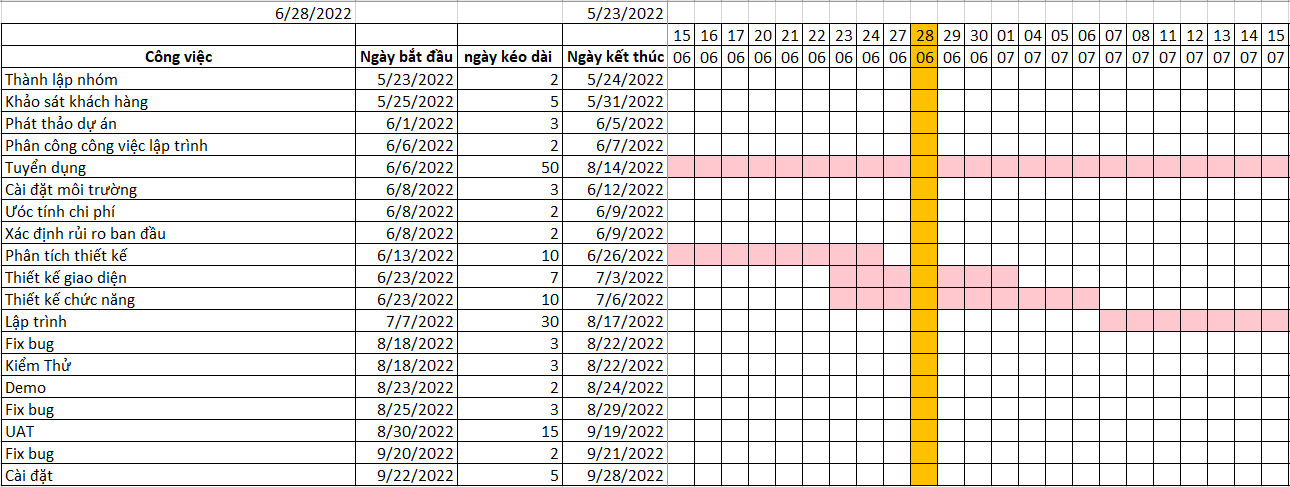 6/28/2022 5/23/2022
15 16 17 20 21 22 23 24 27 28 29 30 01 04 05 06 07 08 11 12 13 14 15
Công việc Ngày bắt đầu ngày kéo dài Ngày kết thúc 06 06 06 06 06 06 06 06 06 06 06 06 07 07 07 07 07 07 07 07 07 07 07
Thành lập nhóm 5/23/2022 2 5/24/2022
Khảo sát khách hàng 5/25/2022 5 5/31/2022
Phát thảo dự án 6/1/2022 3 6/5/2022
Phân công công việc lập trình 6/6/2022 2 6/7/2022
Tuyển dụng 6/6/2022 50 8/14/2022
Cài đặt môi trường 6/8/2022 3 6/12/2022
Ước tính chi phí 6/8/2022 2 6/9/2022
Xác định rủi ro ban đầu 6/8/2022 2 6/9/2022
Phân tích thiết kế 6/13/2022 10 6/26/2022
Thiết kế giao diện 6/23/2022 7 7/3/2022
Thiết kế chức năng 6/23/2022 10 7/6/2022
Lập trình 7/7/2022 30 8/17/2022
Fix bug 8/18/2022 3 8/22/2022
Kiểm Thử 8/18/2022 3 8/22/2022
Demo 8/23/2022 2 8/24/2022
Fix bug 8/25/2022 3 8/29/2022
UAT 8/30/2022 15 9/19/2022
Fix bug 9/20/2022 2 9/21/2022
Cài đặt 9/22/2022 5 9/28/2022